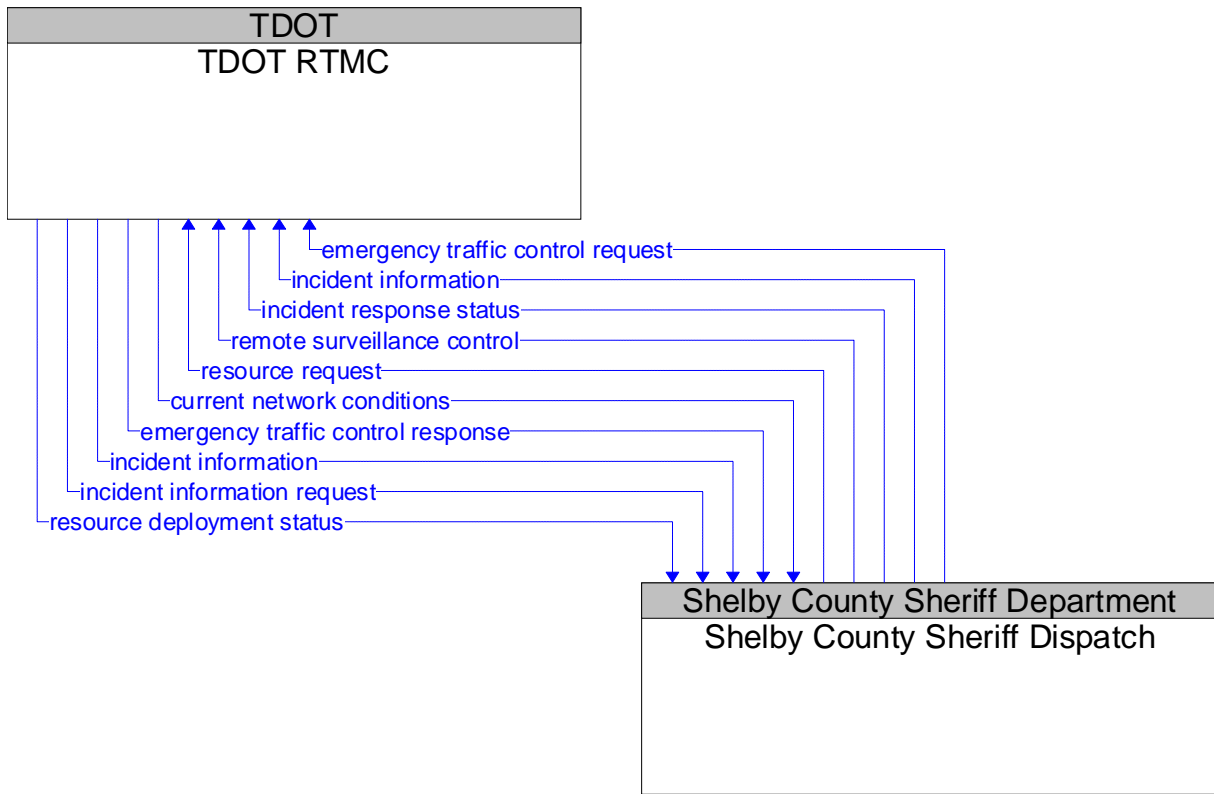 TDOT
TDOT RTMC
emergency traffic control request
incident information
incident response status
remote surveillance control
resource request
current network conditions
emergency traffic control response
incident information
incident information request
resource deployment status
Shelby County Sheriff Department
Shelby County Sheriff Dispatch